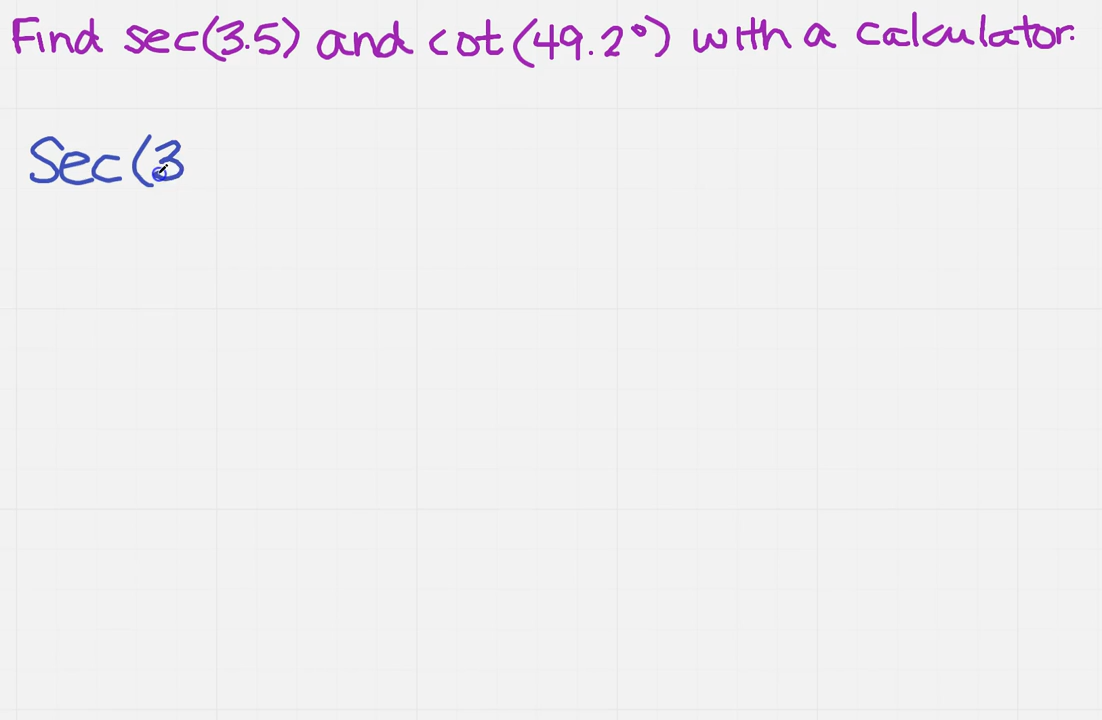 Find sec(3.5) and cot(49.2°) with a calculator.
Sec(3